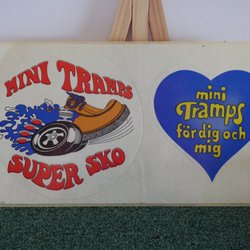 MINI TRAMPS
SUPER SKO
mini
Tramps
för dig och
mig